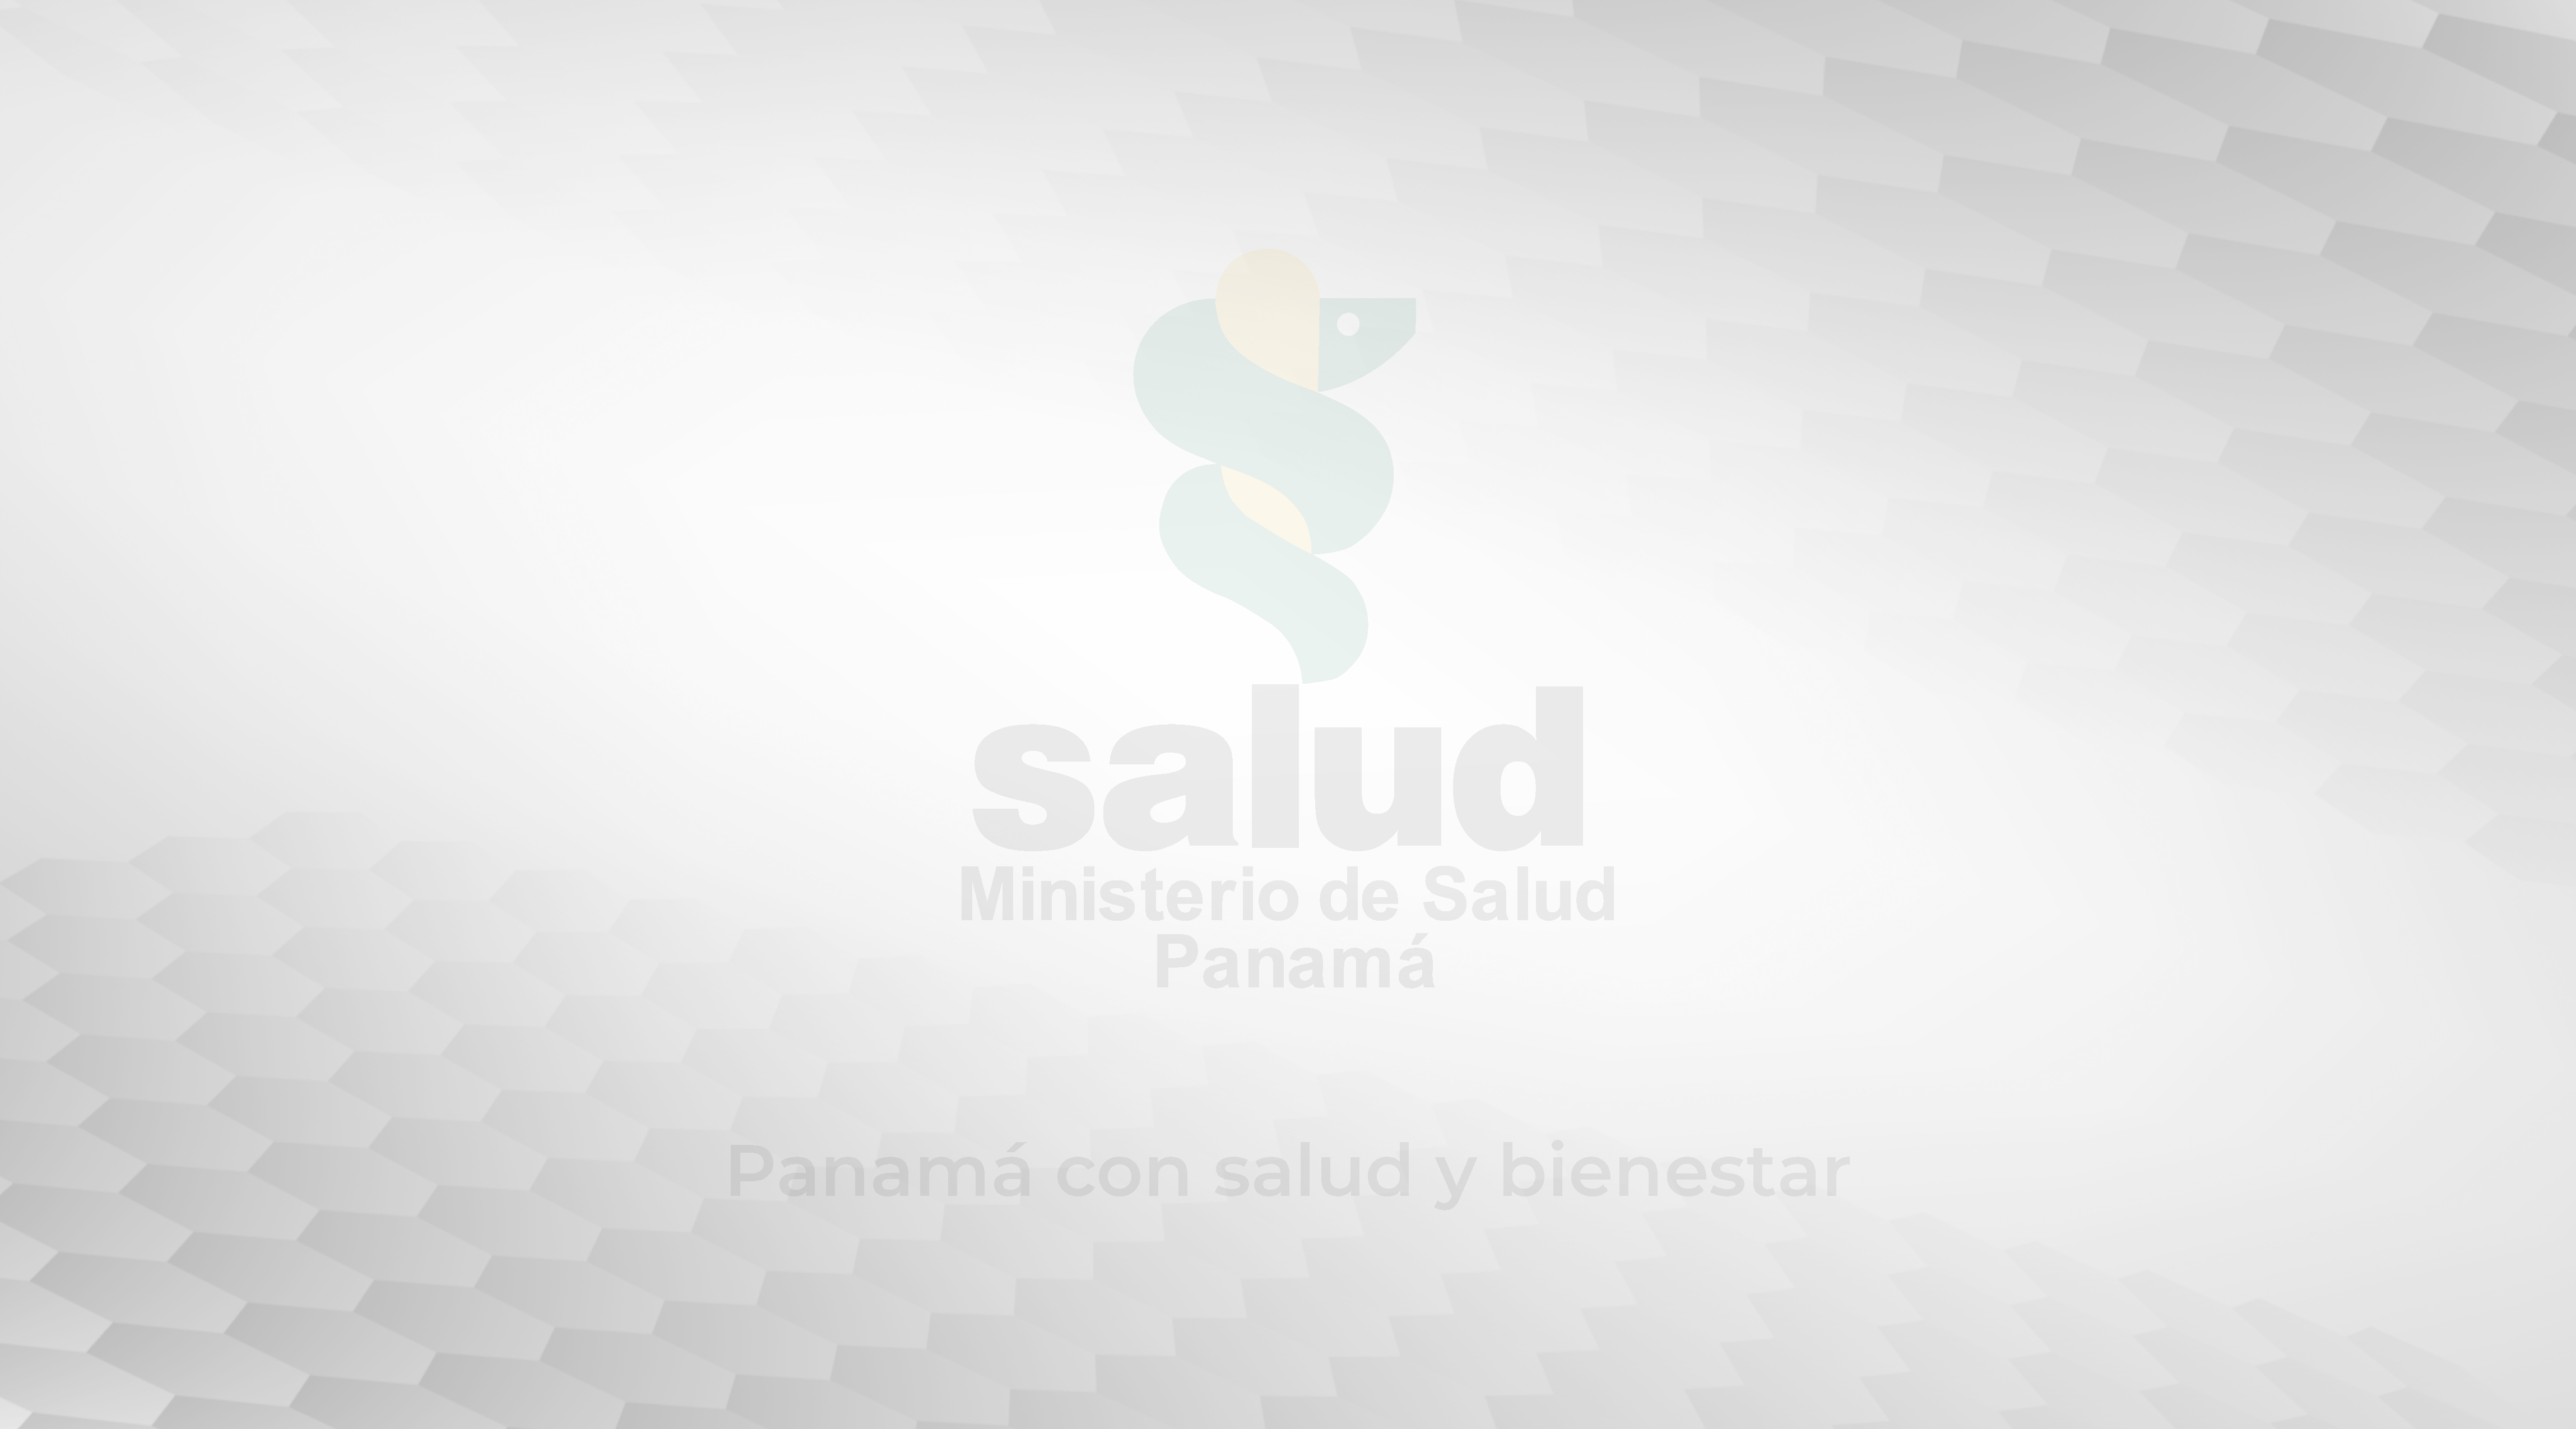 salud
Ministerio de Salud
Panamá
Panamá con salud y bienestar